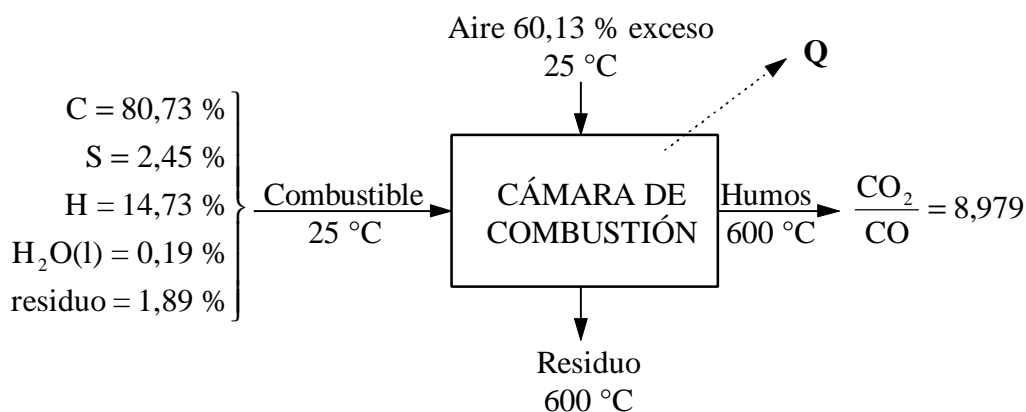 Aire 60,13 % exceso
25 °C
Q
C = 80,73 %
S = 2,45 %
H = 14,73 %
H₂O(l) = 0,19 %
residuo = 1,89 %
Combustible
25 °C
CÁMARA DE
COMBUSTIÓN
Humos
600 °C
CO₂/CO = 8,979
Residuo
600 °C